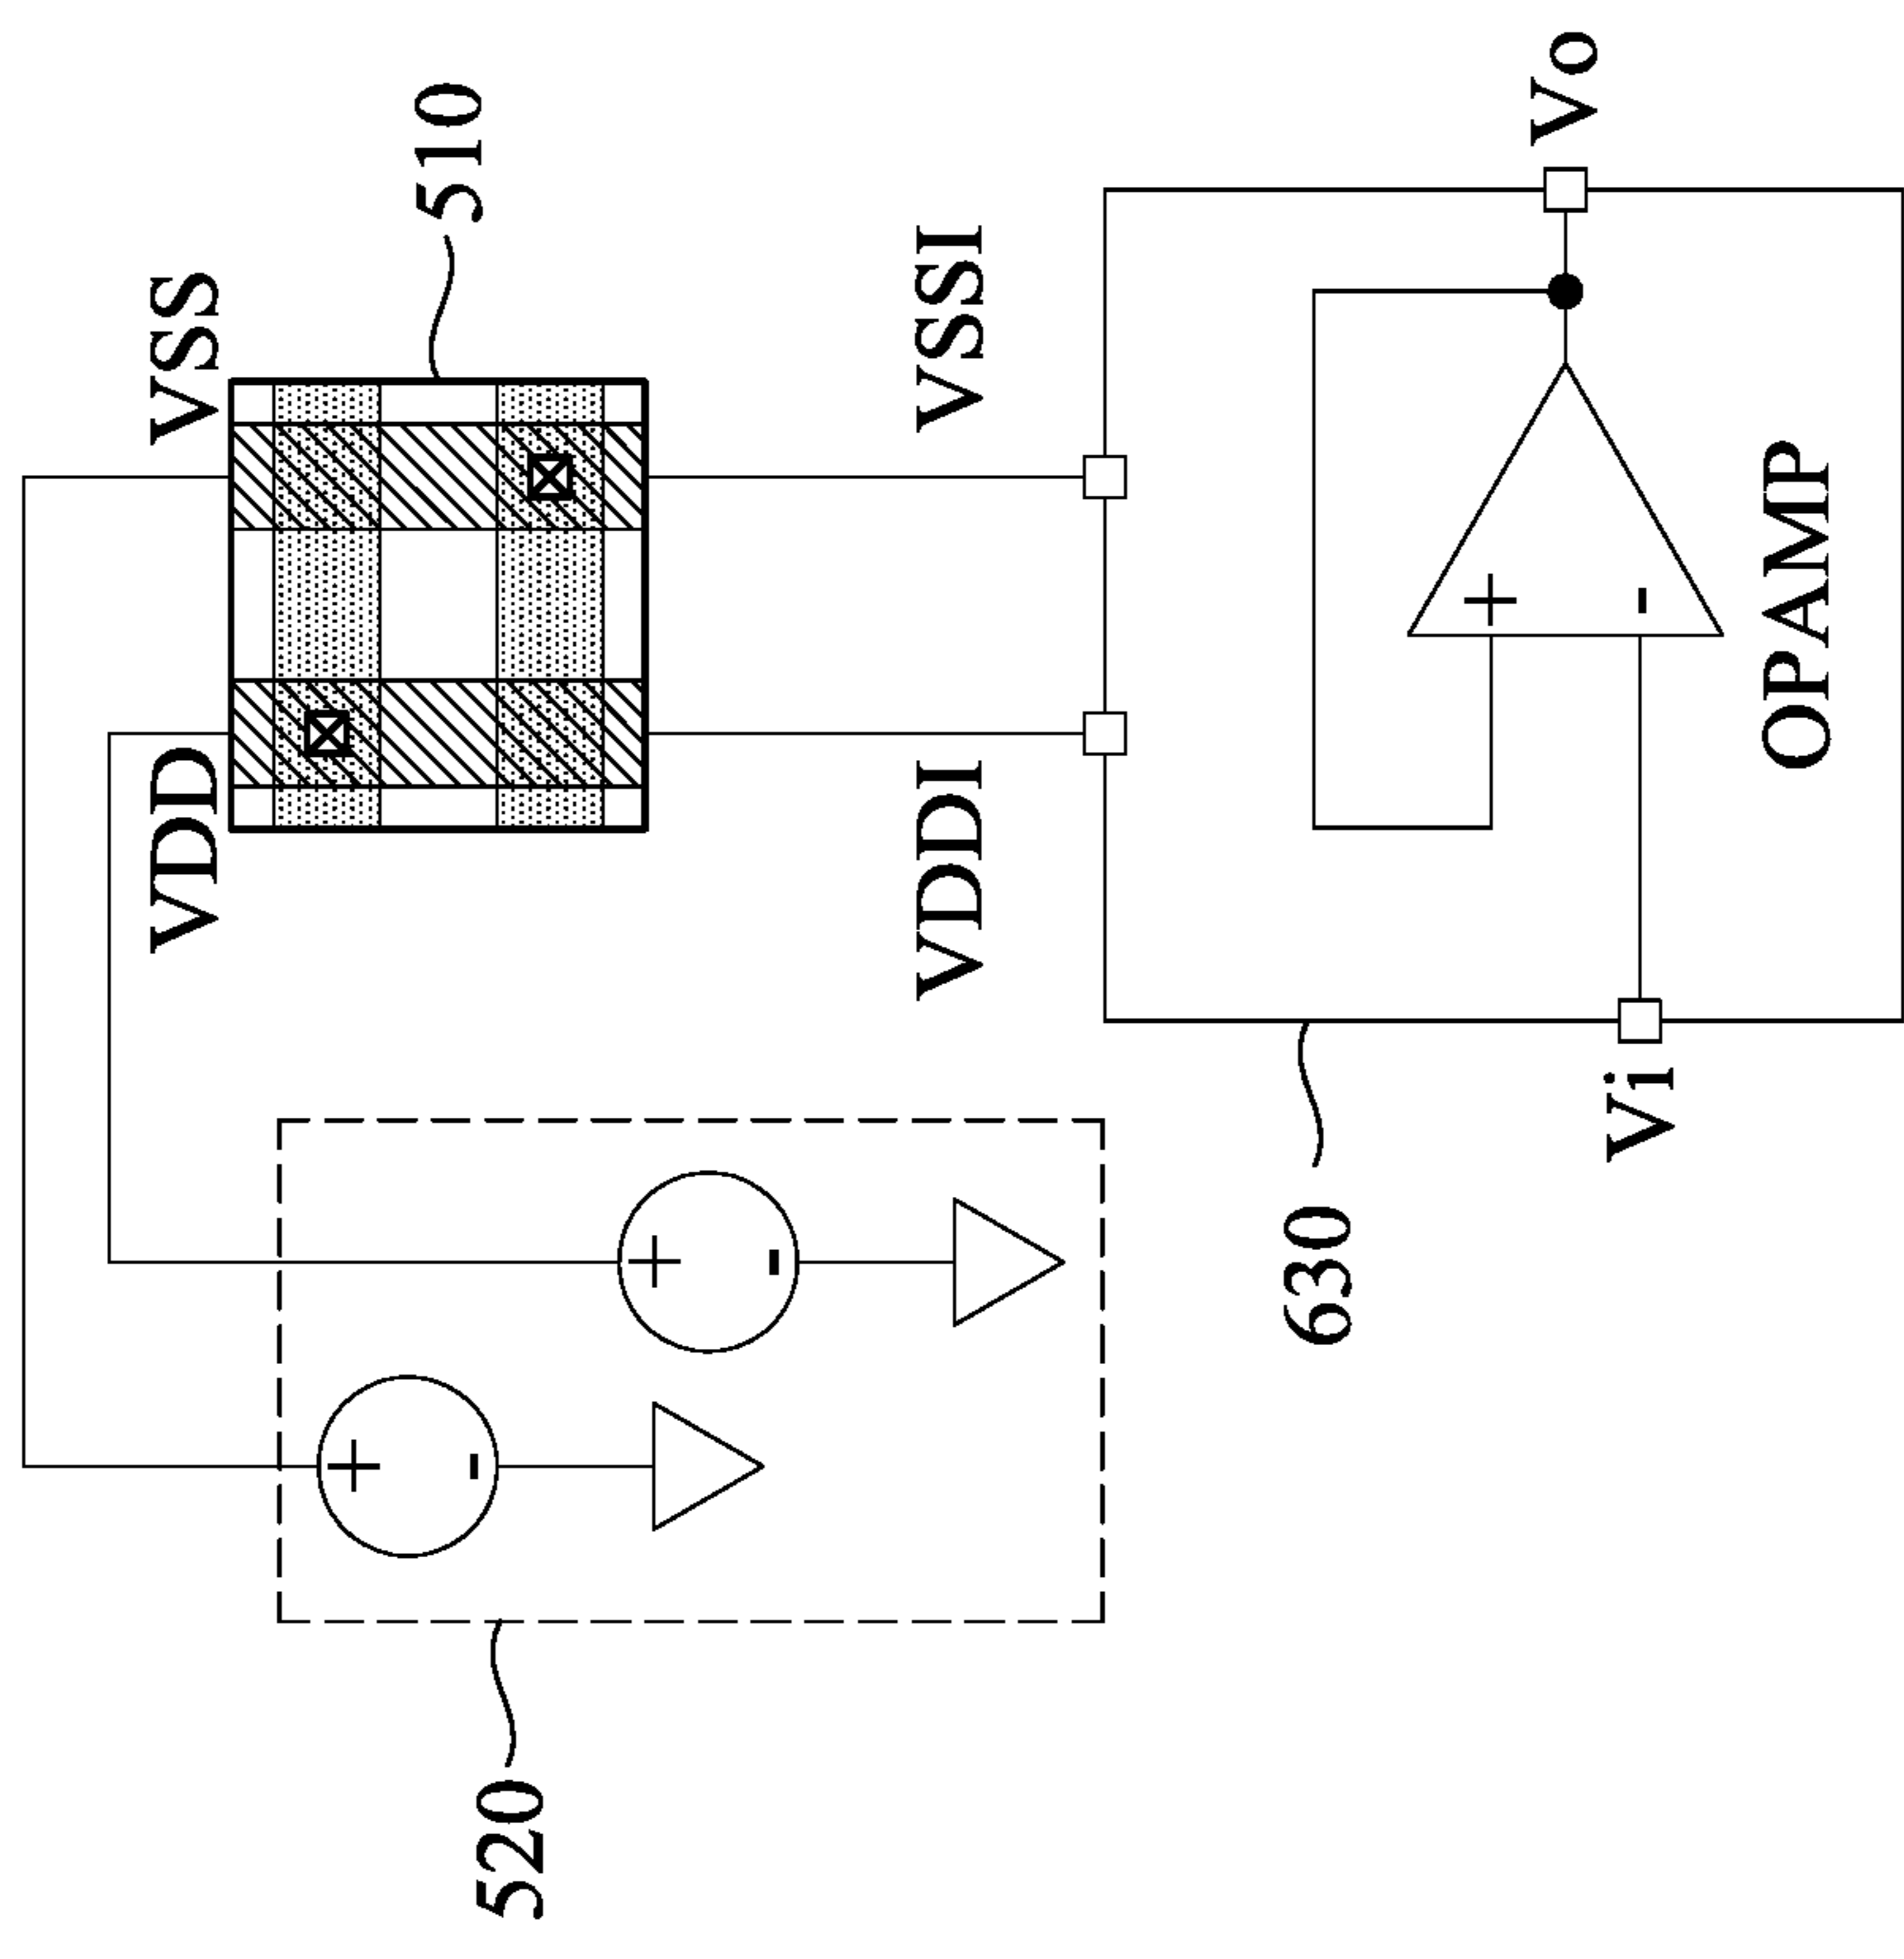 VSS
510
VDD
VSSI
VDDI
Vo
+
-
OPAMP
Vi
630
+
-
+
-
520